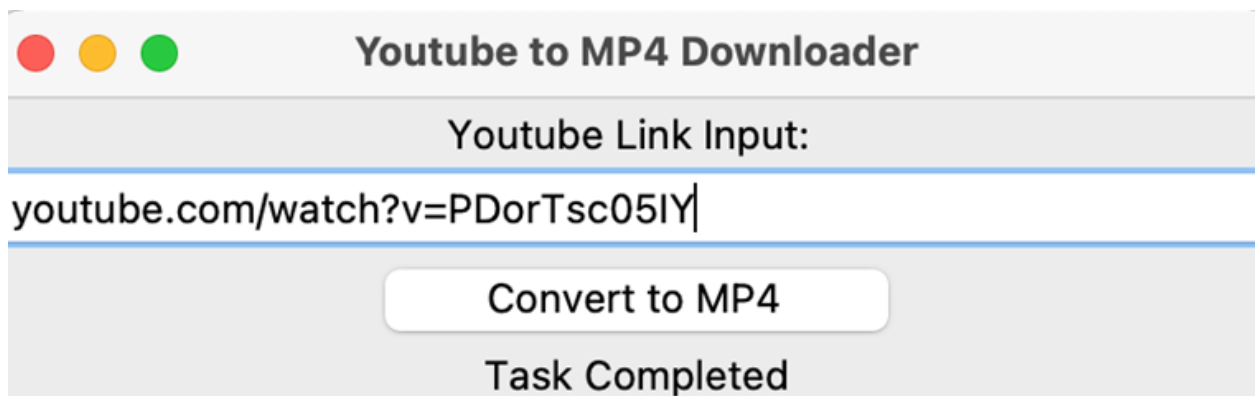 Youtube to MP4 Downloader
Youtube Link Input:
youtube.com/watch?v=PDorTsc05IY
Convert to MP4
Task Completed